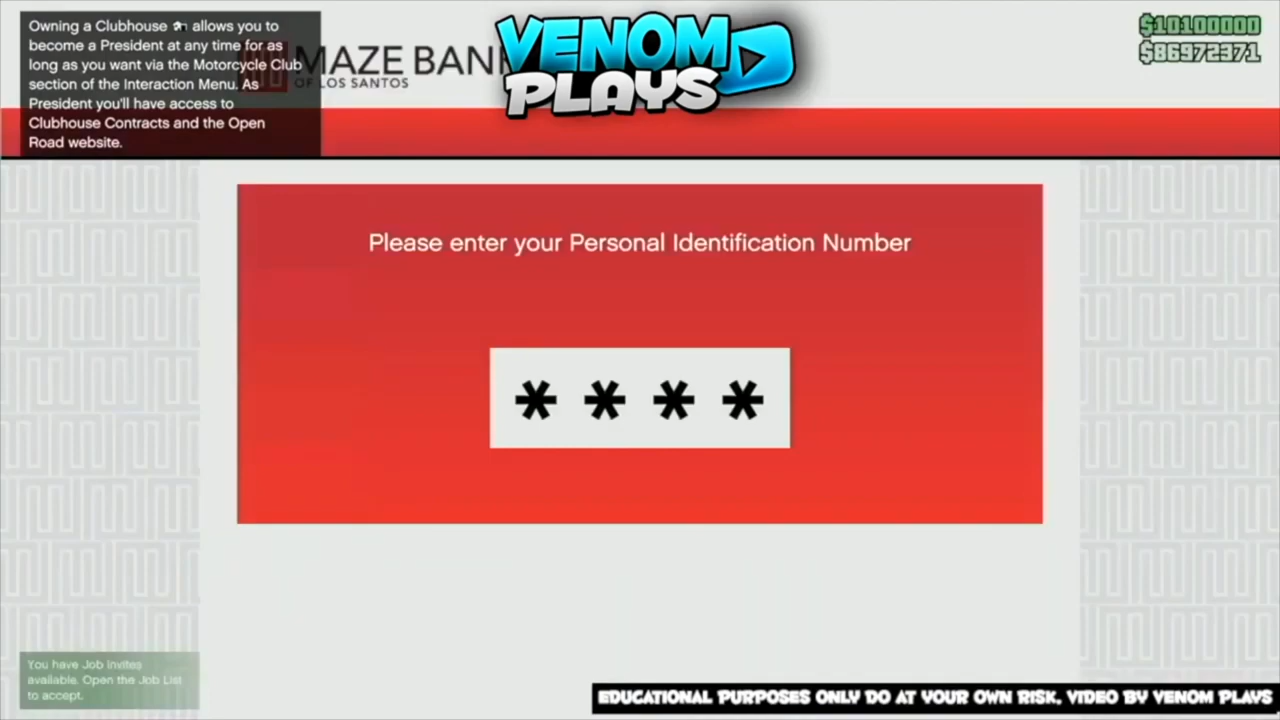 Owning a Clubhouse allows you to
become a President at any time for as
long as you want via the Motorcycle Club
section of the Interaction Menu. As
President you'll have access to
Clubhouse Contracts and the Open
Road website.
MAZE BAN
OF LOS SANTOS
VENOM
PLAYS
$10100000
$86972371
Please enter your Personal Identification Number
* * * *
You have Job Invites
available. Open the Job List
to accept.
EDUCATIONAL PURPOSES ONLY DO AT YOUR OWN RISK, VIDEO BY VENOM PLAYS